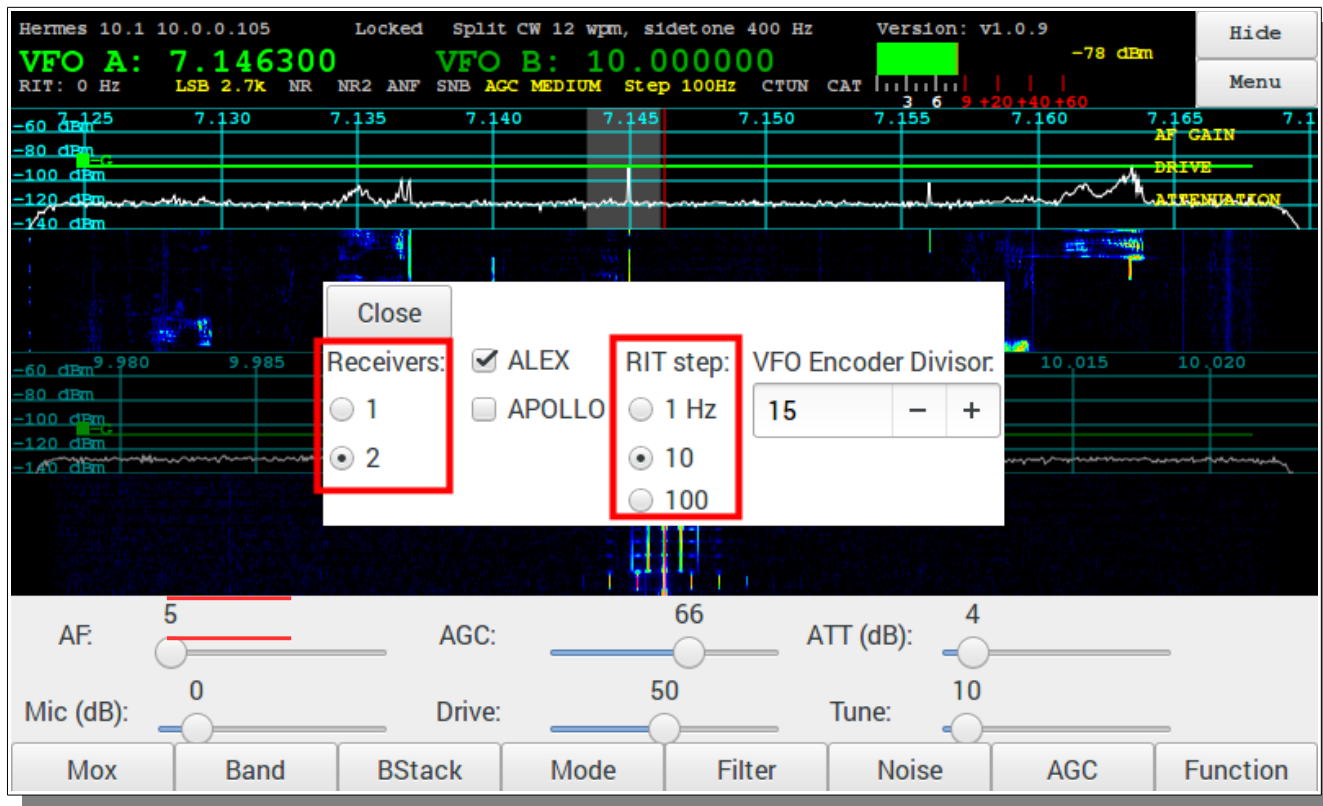 Hermes 10.1 10.0.0.105 Locked Split CW 12 wpm, sidetone 400 Hz Version: v1.0.9
Hide
VFO A: 7.146300 VFO B: 10.000000 -78 dBm
RIT: 0 Hz LSB 2.7k NR NR2 ANF SNB AGC MEDIUM Step 100Hz CTUN CAT
Menu
3 6 9 +20 +40 +60
7.125 7.130 7.135 7.140 7.145 7.150 7.155 7.160 7.165 7.1
-60 dBm
AF GAIN
-80 dBm
-G
-100 dBm
DRIVE
-120 dBm
ATTENUATION
-140 dBm
Close
Receivers: ALEX RIT step: VFO Encoder Divisor:
1 APOLLO 1 Hz 15 − +
2 10
100
9.980 9.985 10.015 10.020
-60 dBm
-80 dBm
-100 dBm
-G
-120 dBm
-140 dBm
5 66 4
AF: AGC: ATT (dB):
0 50 10
Mic (dB): Drive: Tune:
Mox Band BStack Mode Filter Noise AGC Function